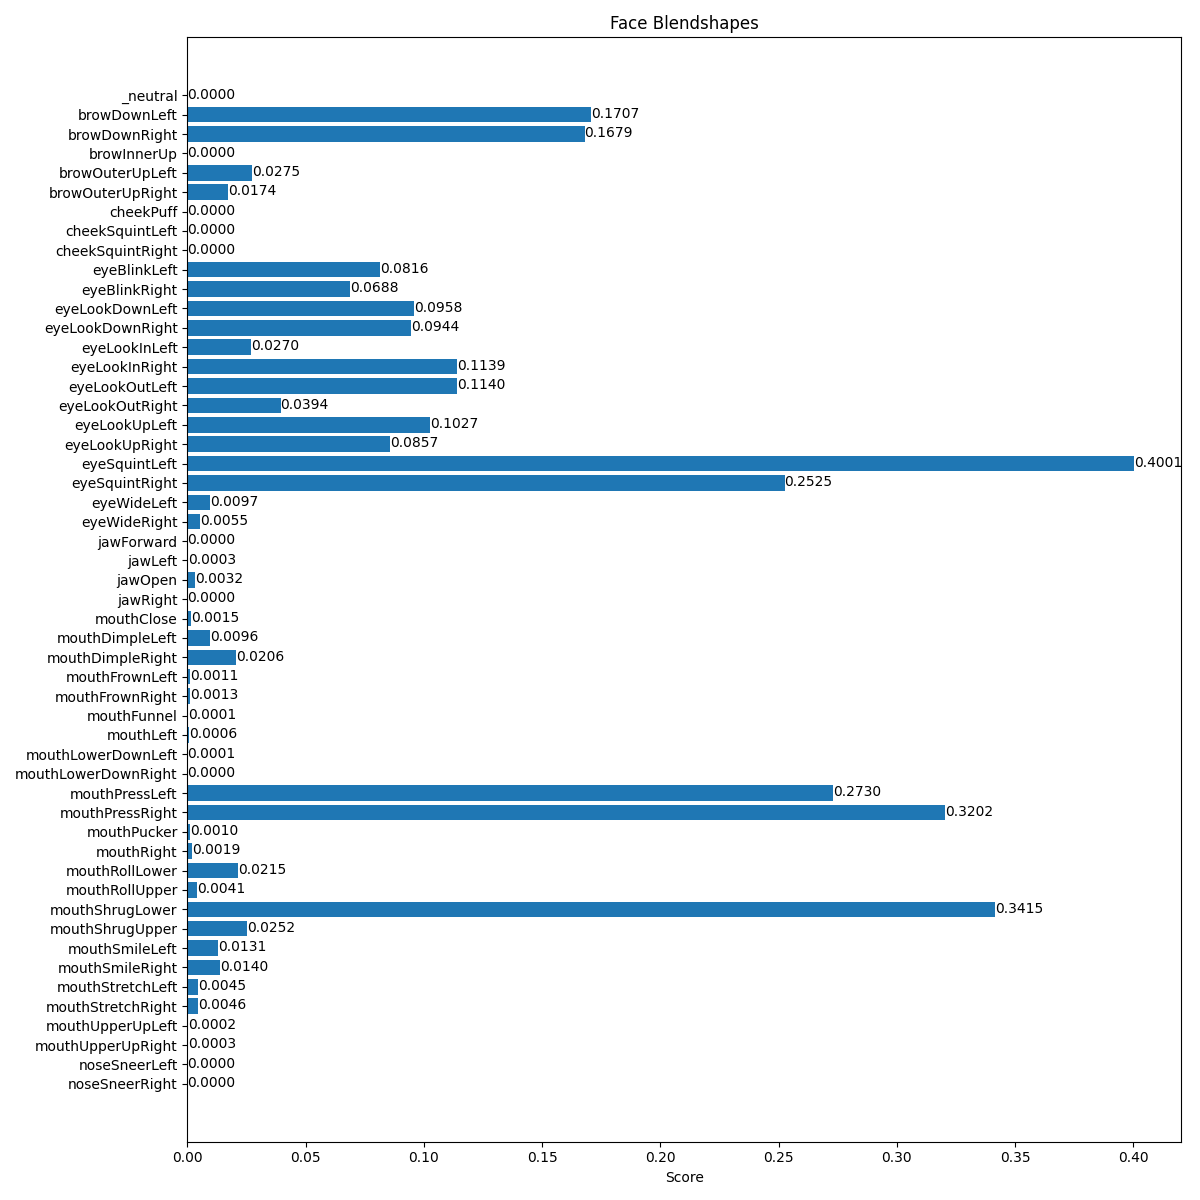 Face Blendshapes
_neutral 0.0000
browDownLeft 0.1707
browDownRight 0.1679
browInnerUp 0.0000
browOuterUpLeft 0.0275
browOuterUpRight 0.0174
cheekPuff 0.0000
cheekSquintLeft 0.0000
cheekSquintRight 0.0000
eyeBlinkLeft 0.0816
eyeBlinkRight 0.0688
eyeLookDownLeft 0.0958
eyeLookDownRight 0.0944
eyeLookInLeft 0.0270
eyeLookInRight 0.1139
eyeLookOutLeft 0.1140
eyeLookOutRight 0.0394
eyeLookUpLeft 0.1027
eyeLookUpRight 0.0857
eyeSquintLeft 0.4001
eyeSquintRight 0.2525
eyeWideLeft 0.0097
eyeWideRight 0.0055
jawForward 0.0000
jawLeft 0.0003
jawOpen 0.0032
jawRight 0.0000
mouthClose 0.0015
mouthDimpleLeft 0.0096
mouthDimpleRight 0.0206
mouthFrownLeft 0.0011
mouthFrownRight 0.0013
mouthFunnel 0.0001
mouthLeft 0.0006
mouthLowerDownLeft 0.0001
mouthLowerDownRight 0.0000
mouthPressLeft 0.2730
mouthPressRight 0.3202
mouthPucker 0.0010
mouthRight 0.0019
mouthRollLower 0.0215
mouthRollUpper 0.0041
mouthShrugLower 0.3415
mouthShrugUpper 0.0252
mouthSmileLeft 0.0131
mouthSmileRight 0.0140
mouthStretchLeft 0.0045
mouthStretchRight 0.0046
mouthUpperUpLeft 0.0002
mouthUpperUpRight 0.0003
noseSneerLeft 0.0000
noseSneerRight 0.0000
0.00 0.05 0.10 0.15 0.20 0.25 0.30 0.35 0.40
Score